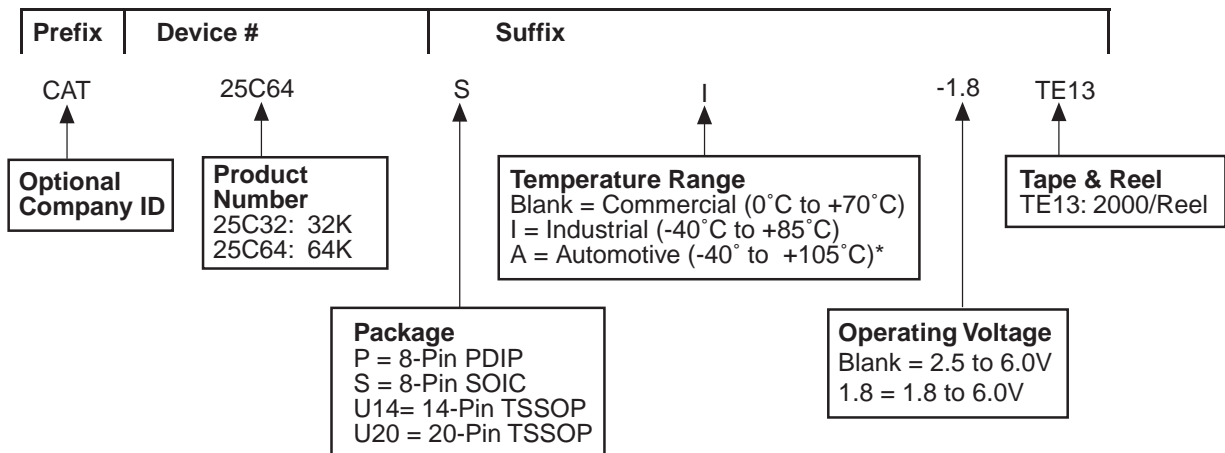 Prefix Device # Suffix
CAT 25C64 S I -1.8 TE13
Optional
Company ID
Product
Number
25C32: 32K
25C64: 64K
Temperature Range
Blank = Commercial (0˚C to +70˚C)
I = Industrial (-40˚C to +85˚C)
A = Automotive (-40˚ to +105˚C)*
Tape & Reel
TE13: 2000/Reel
Package
P = 8-Pin PDIP
S = 8-Pin SOIC
U14= 14-Pin TSSOP
U20 = 20-Pin TSSOP
Operating Voltage
Blank = 2.5 to 6.0V
1.8 = 1.8 to 6.0V